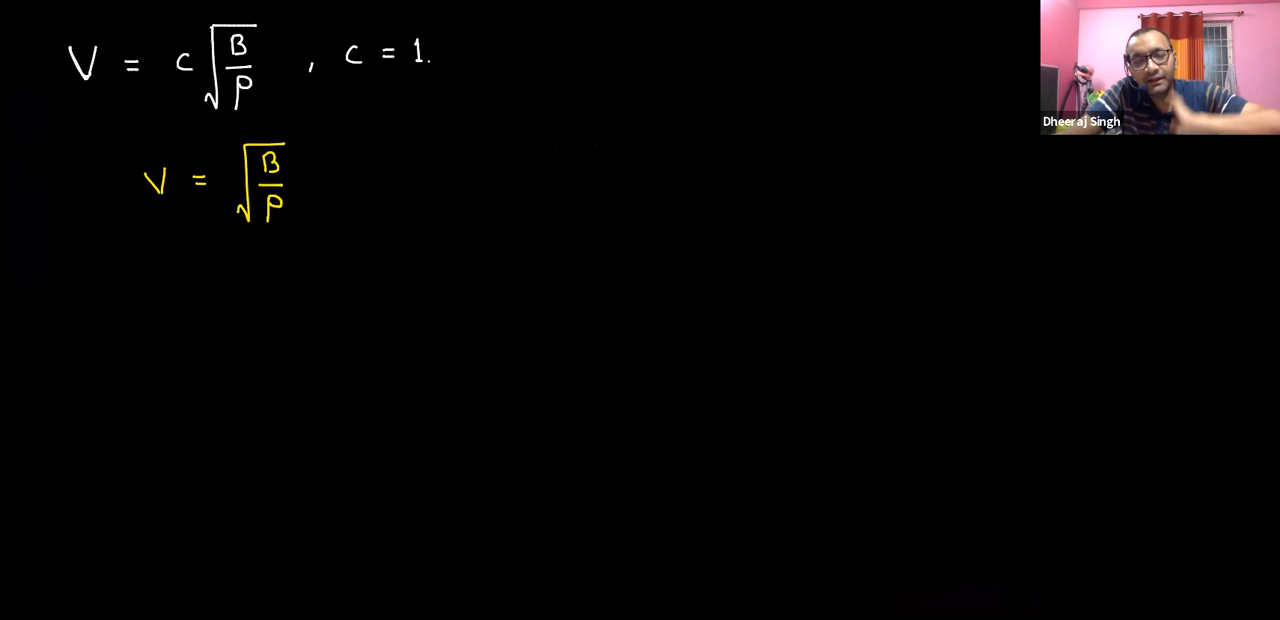 V = c √(B/ρ) , c = 1.
V = √(B/ρ)
Dheeraj Singh